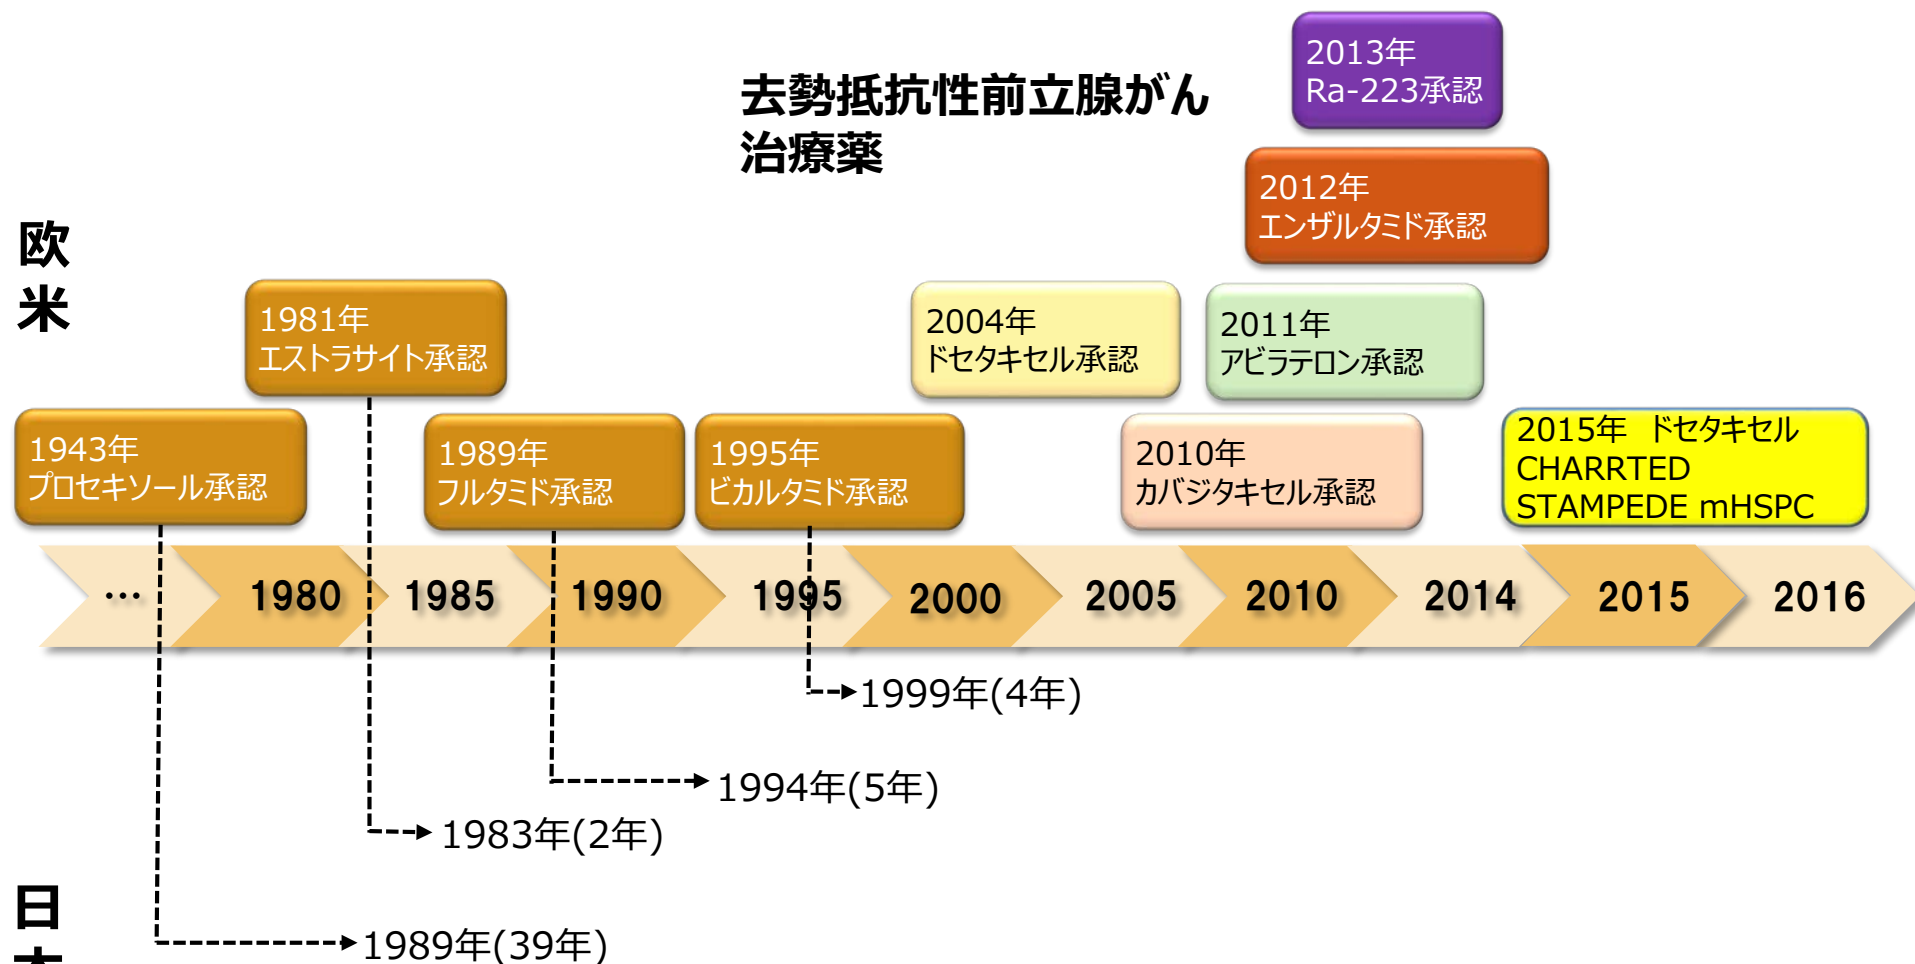 2013年
Ra-223承認
去勢抵抗性前立腺がん
治療薬
2012年
エンザルタミド承認
欧
米
1981年
エストラサイト承認
2004年
ドセタキセル承認
2011年
アビラテロン承認
1943年
プロセキソール承認
1989年
フルタミド承認
1995年
ビカルタミド承認
2010年
カバジタキセル承認
2015年 ドセタキセル
CHARRTED
STAMPEDE mHSPC
… 1980 1985 1990 1995 2000 2005 2010 2014 2015 2016
1999年(4年)
1994年(5年)
1983年(2年)
日
本
1989年(39年)